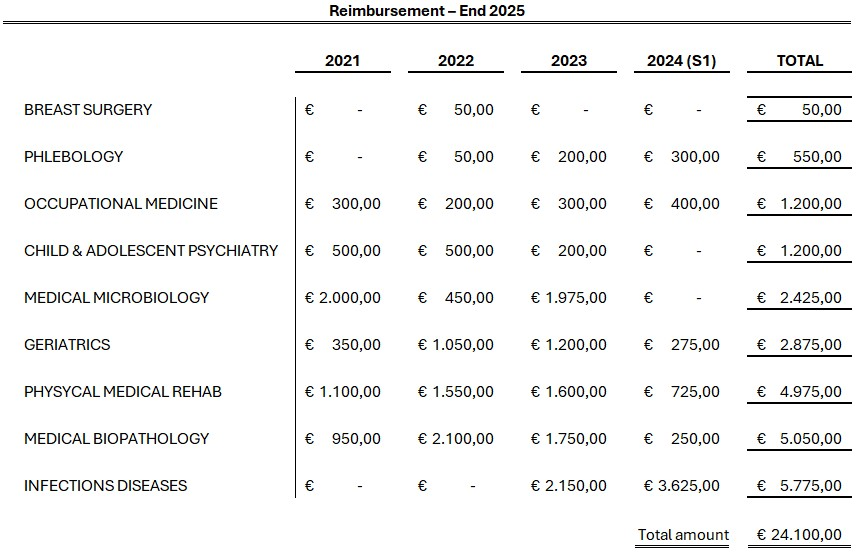 Reimbursement – End 2025
2021 2022 2023 2024 (S1) TOTAL
BREAST SURGERY € - € 50,00 € - € - € 50,00
PHLEBOLOGY € - € 50,00 € 200,00 € 300,00 € 550,00
OCCUPATIONAL MEDICINE € 300,00 € 200,00 € 300,00 € 400,00 € 1.200,00
CHILD & ADOLESCENT PSYCHIATRY € 500,00 € 500,00 € 200,00 € - € 1.200,00
MEDICAL MICROBIOLOGY € 2.000,00 € 450,00 € 1.975,00 € - € 2.425,00
GERIATRICS € 350,00 € 1.050,00 € 1.200,00 € 275,00 € 2.875,00
PHYSYCAL MEDICAL REHAB € 1.100,00 € 1.550,00 € 1.600,00 € 725,00 € 4.975,00
MEDICAL BIOPATHOLOGY € 950,00 € 2.100,00 € 1.750,00 € 250,00 € 5.050,00
INFECTIONS DISEASES € - € - € 2.150,00 € 3.625,00 € 5.775,00
Total amount € 24.100,00